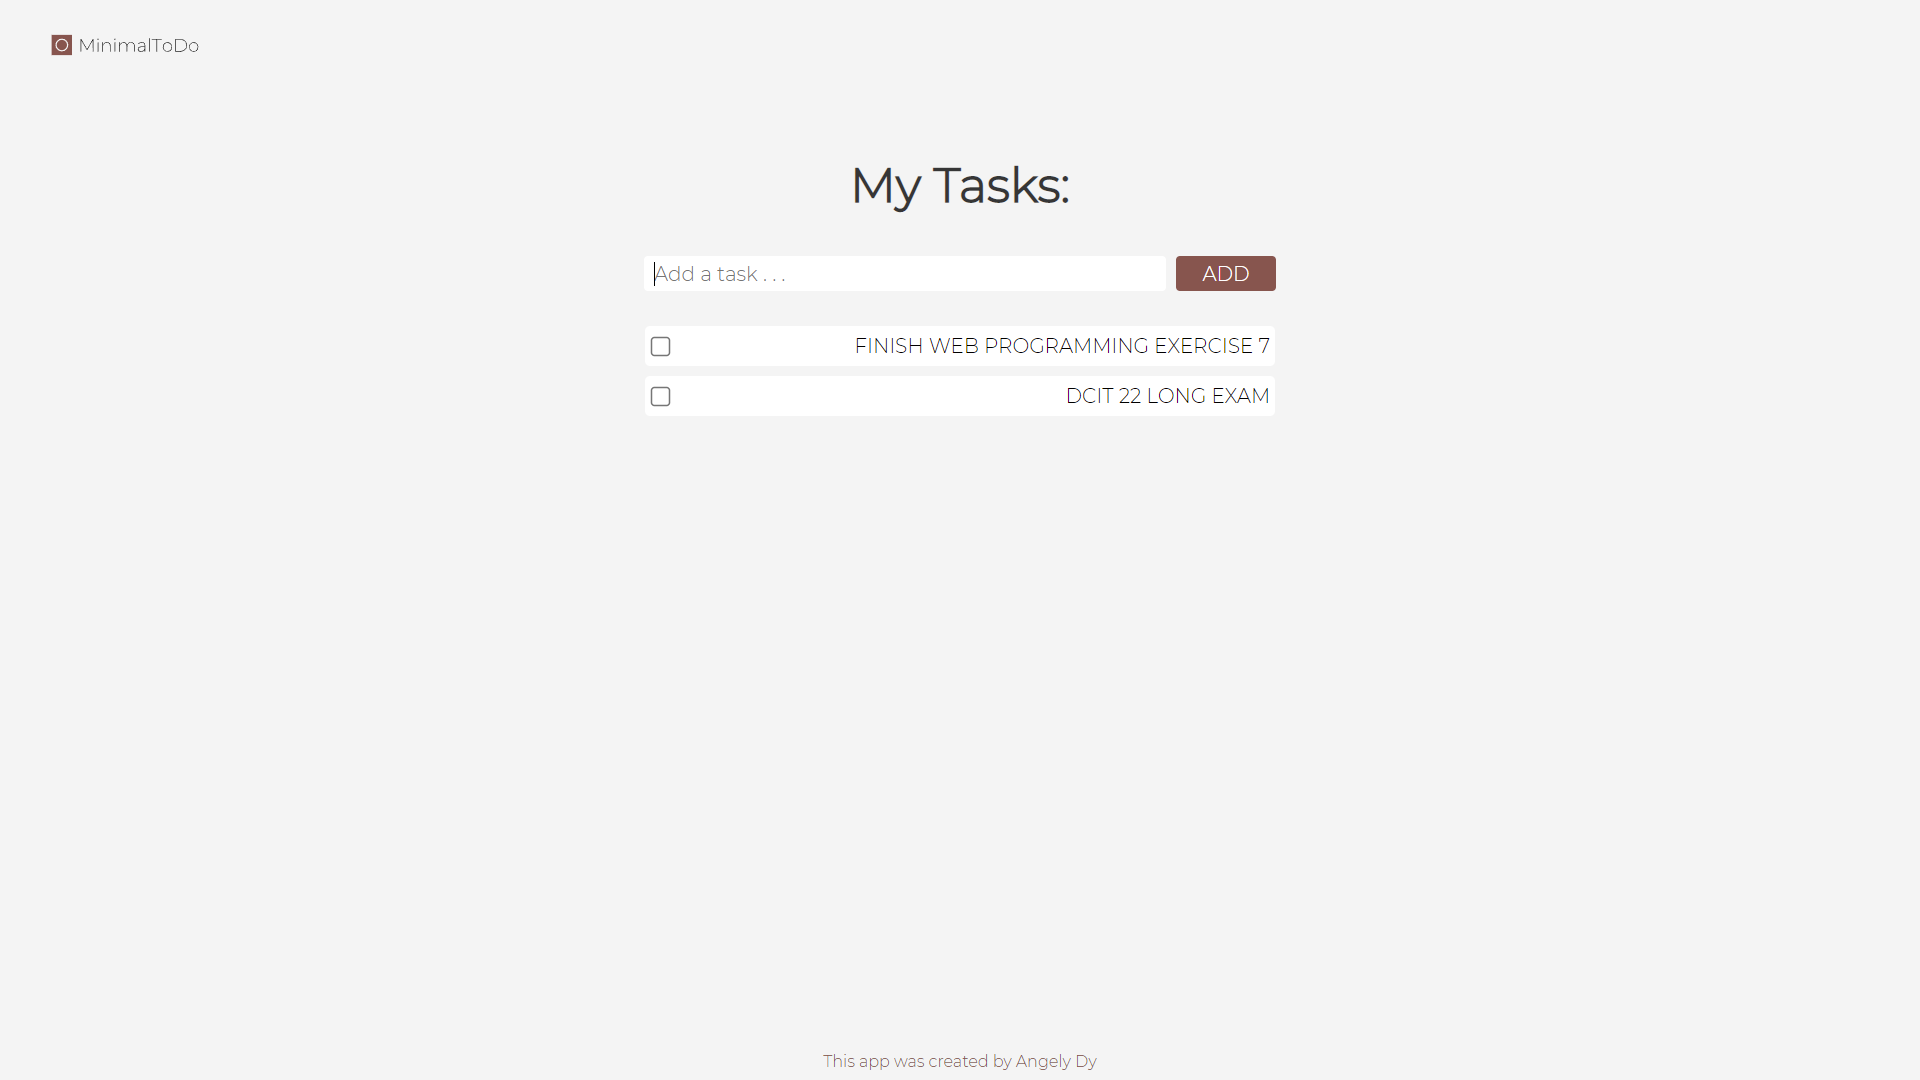 MinimalToDo
My Tasks:
Add a task . . .
ADD
FINISH WEB PROGRAMMING EXERCISE 7
DCIT 22 LONG EXAM
This app was created by Angely Dy